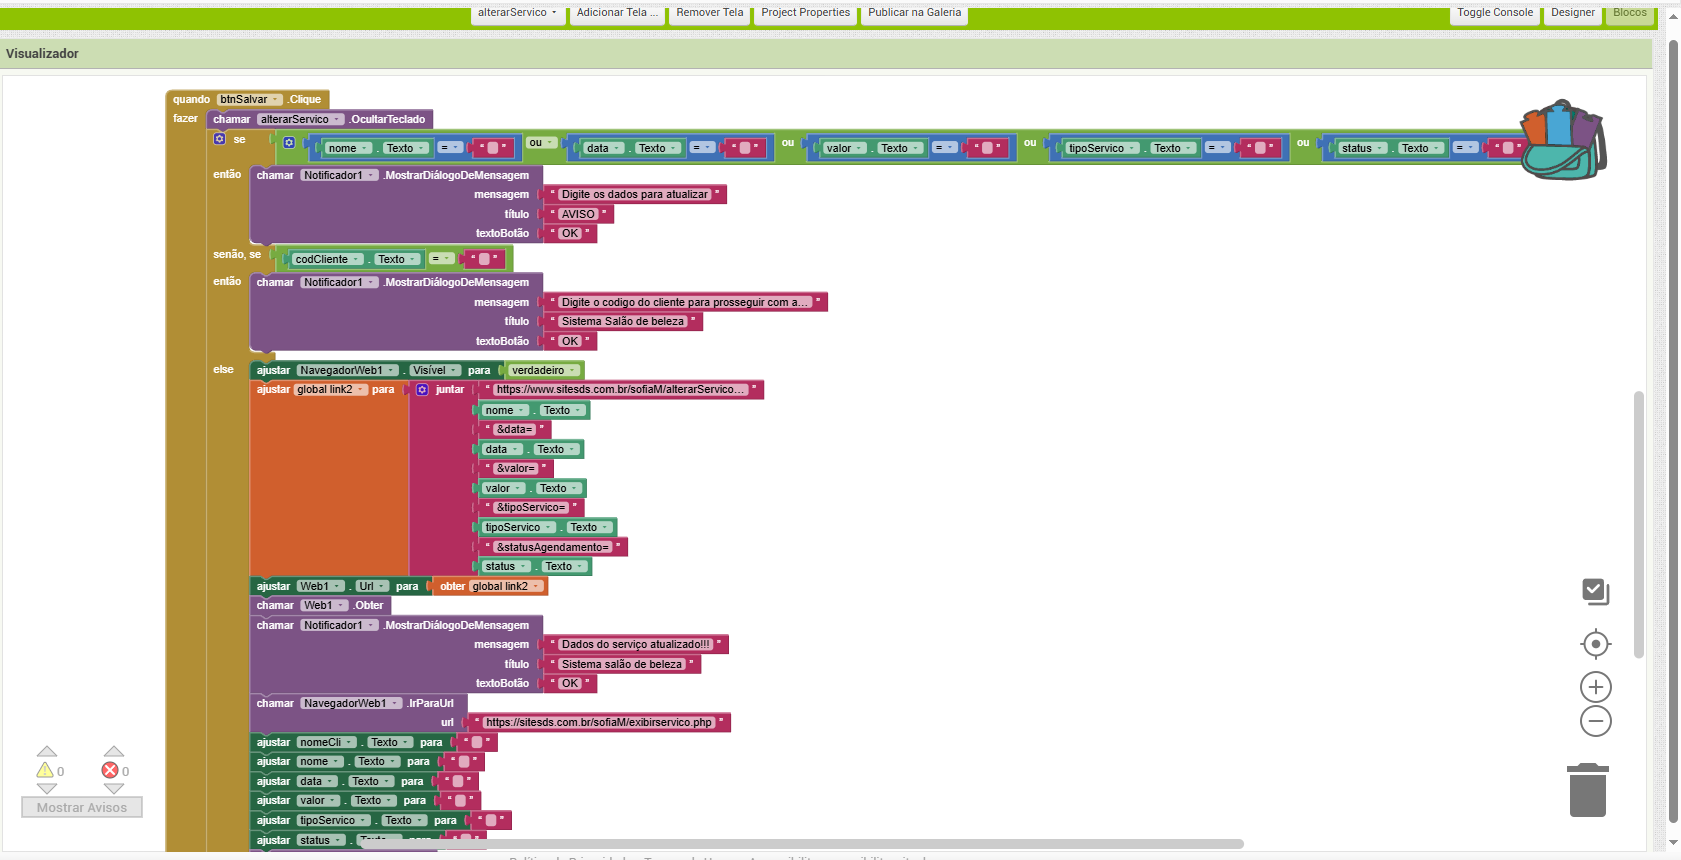 alterarServico Adicionar Tela ... Remover Tela Project Properties Publicar na Galeria Toggle Console Designer Blocos
Visualizador
quando btnSalvar .Clique
fazer chamar alterarServico .OcultarTeclado
se nome . Texto = " " ou data . Texto = " " ou valor . Texto = " " ou tipoServico . Texto = " " ou status . Texto = " "
então chamar Notificador1 .MostrarDiálogoDeMensagem
mensagem " Digite os dados para atualizar "
título " AVISO "
textoBotão " OK "
senão, se codCliente . Texto = " "
então chamar Notificador1 .MostrarDiálogoDeMensagem
mensagem " Digite o codigo do cliente para prosseguir com a... "
título " Sistema Salão de beleza "
textoBotão " OK "
else ajustar NavegadorWeb1 . Visível para verdadeiro
ajustar global link2 para juntar " https://www.sitesds.com.br/sofiaM/alterarServico... "
nome . Texto
" &data= "
data . Texto
" &valor= "
valor . Texto
" &tipoServico= "
tipoServico . Texto
" &statusAgendamento= "
status . Texto
ajustar Web1 . Url para obter global link2
chamar Web1 .Obter
chamar Notificador1 .MostrarDiálogoDeMensagem
mensagem " Dados do serviço atualizado!!! "
título " Sistema salão de beleza "
textoBotão " OK "
chamar NavegadorWeb1 .IrParaUrl
url " https://sitesds.com.br/sofiaM/exibirservico.php "
ajustar nomeCli . Texto para " "
ajustar nome . Texto para " "
ajustar data . Texto para " "
ajustar valor . Texto para " "
ajustar tipoServico . Texto para " "
ajustar status . Texto para " "
0 0
Mostrar Avisos